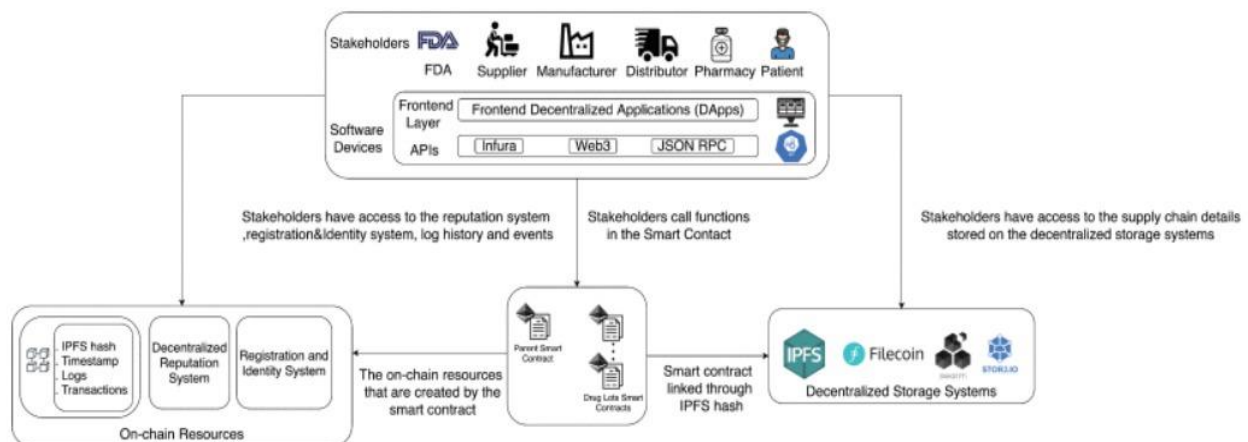 Stakeholders
FDA
FDA
Supplier
Manufacturer
Distributor
Pharmacy
Patient
Software
Devices
Frontend
Layer
Frontend Decentralized Applications (DApps)
APIs
Infura
Web3
JSON RPC
Stakeholders have access to the reputation system
,registration&Identity system, log history and events
Stakeholders call functions
in the Smart Contact
Stakeholders have access to the supply chain details
stored on the decentralized storage systems
. IPFS hash
. Timestamp
. Logs
. Transactions
Decentralized
Reputation
System
Registration and
Identity System
On-chain Resources
The on-chain resources
that are created by the
smart contract
Parent Smart
Contract
Drug Lots Smart
Contracts
Smart contract
linked through
IPFS hash
IPFS
Filecoin
STORJ.IO
Decentralized Storage Systems